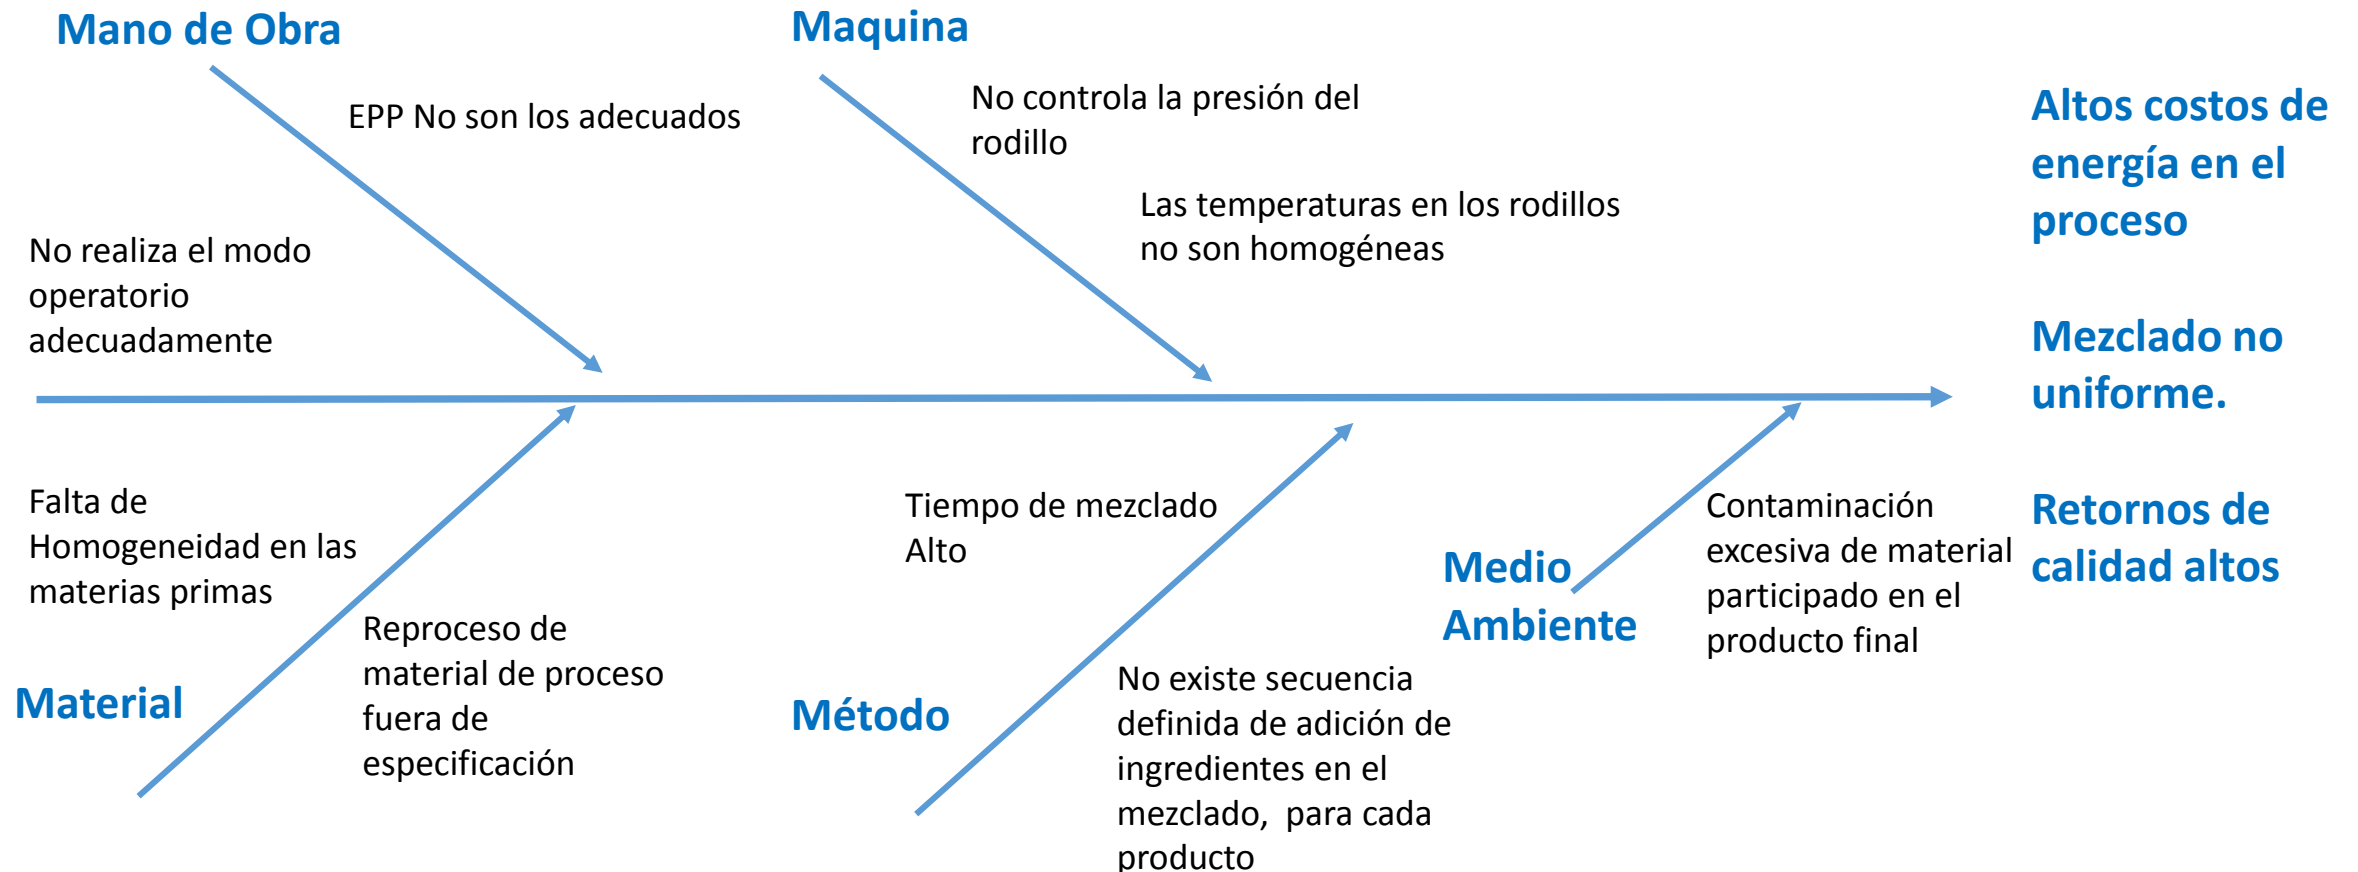 Mano de Obra
EPP No son los adecuados
No realiza el modo
operatorio
adecuadamente
Maquina
No controla la presión del
rodillo
Las temperaturas en los rodillos
no son homogéneas
Altos costos de
energía en el
proceso
Mezclado no
uniforme.
Retornos de
calidad altos
Falta de
Homogeneidad en las
materias primas
Material
Reproceso de
material de proceso
fuera de
especificación
Tiempo de mezclado
Alto
Método
No existe secuencia
definida de adición de
ingredientes en el
mezclado,  para cada
producto
Medio
Ambiente
Contaminación
excesiva de material
participado en el
producto final